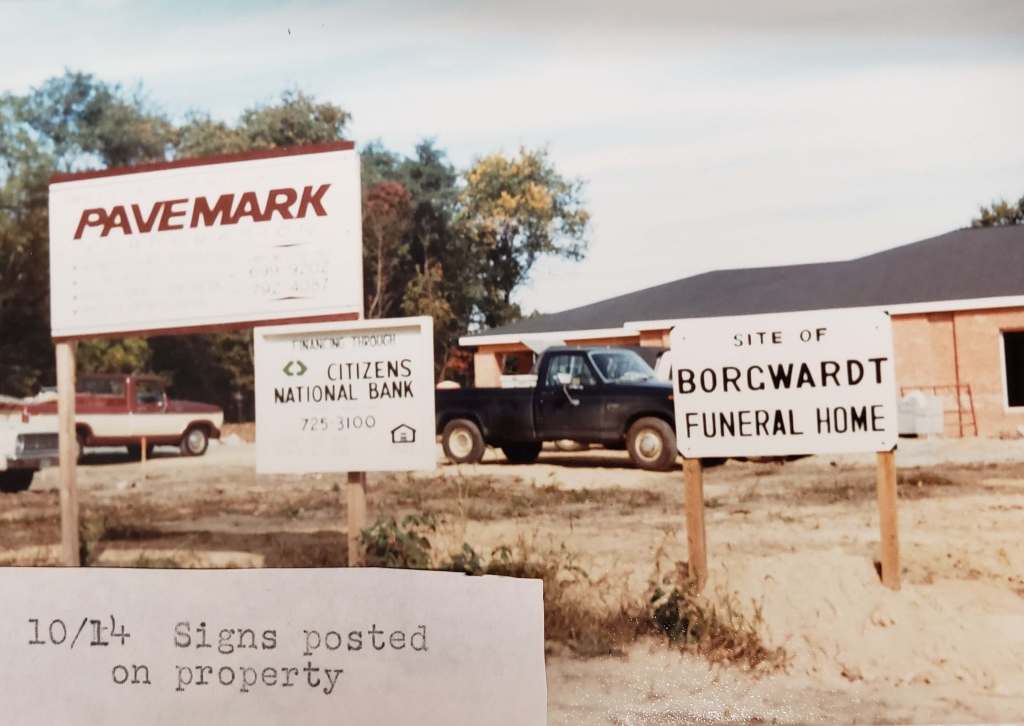 PAVEMARK
FINANCING THROUGH
CITIZENS
NATIONAL BANK
725-3100
SITE OF
BORGWARDT
FUNERAL HOME
10/14 Signs posted
on property